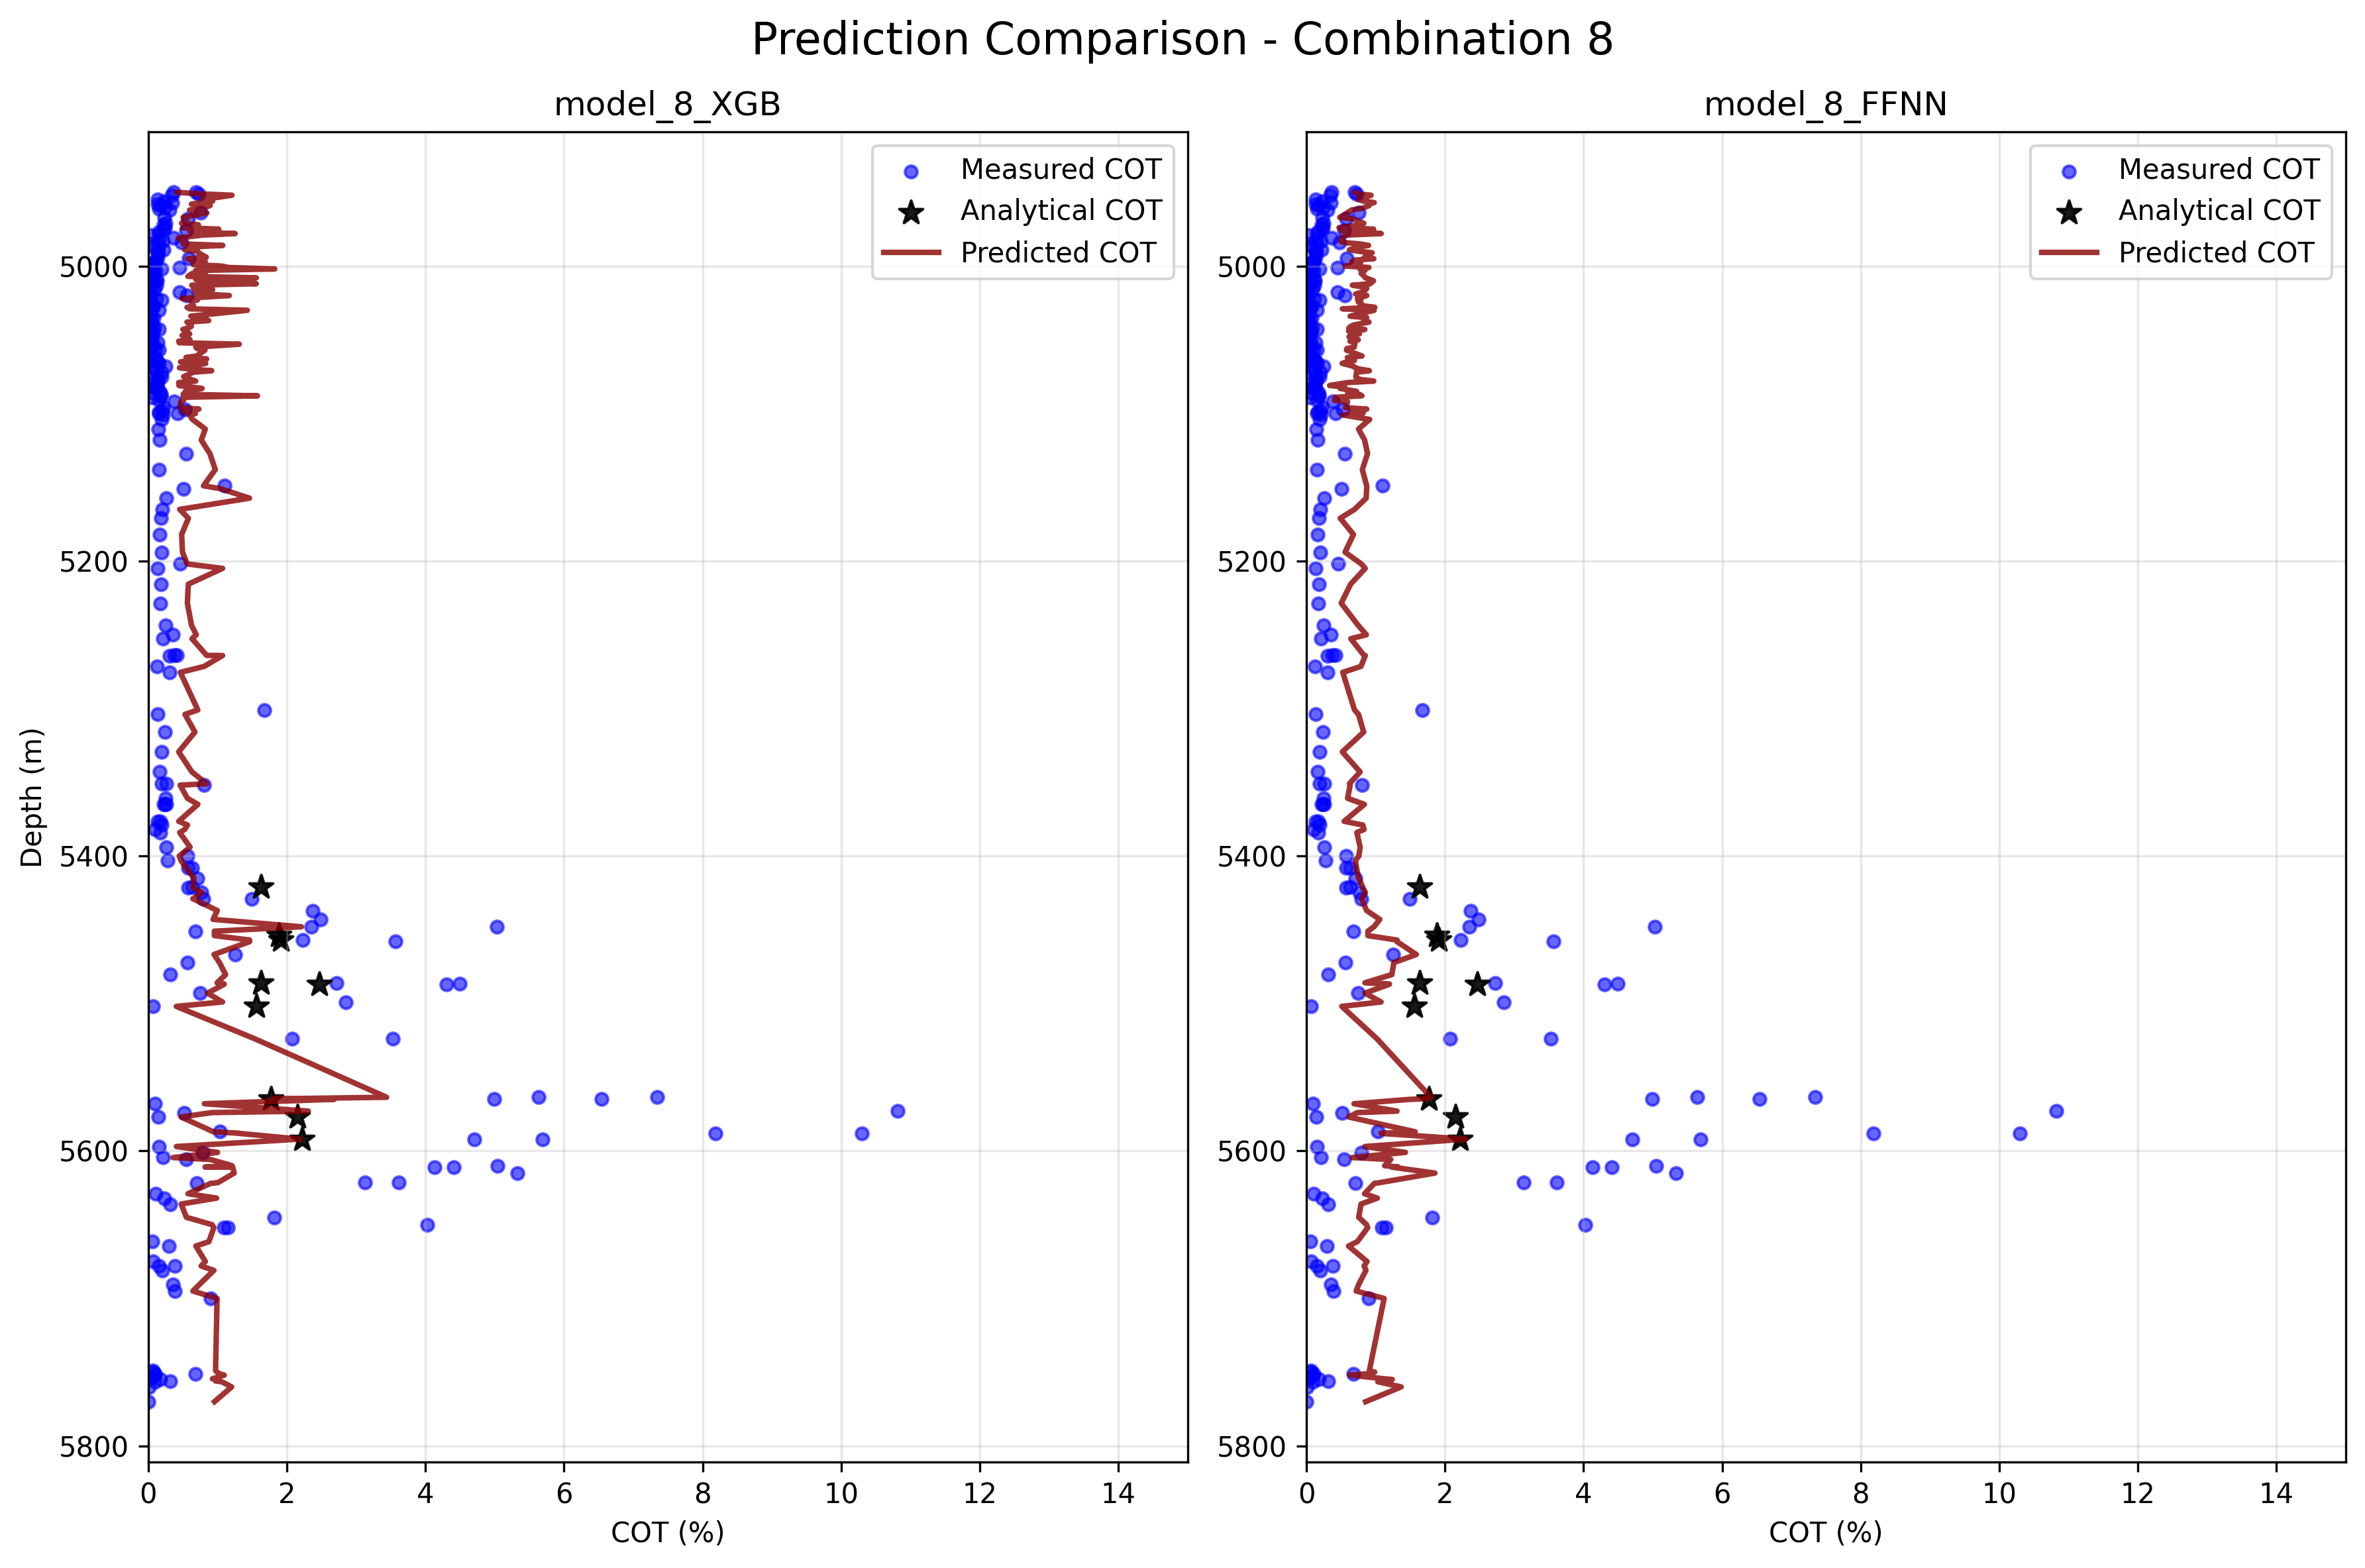 Prediction Comparison - Combination 8
model_8_XGB
Measured COT
Analytical COT
Predicted COT
5000
5200
5400
5600
5800
Depth (m)
0 2 4 6 8 10 12 14
COT (%)
model_8_FFNN
Measured COT
Analytical COT
Predicted COT
5000
5200
5400
5600
5800
0 2 4 6 8 10 12 14
COT (%)